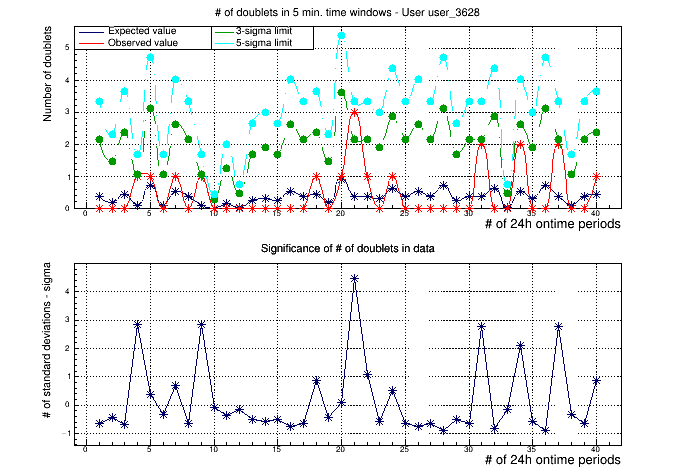 # of doublets in 5 min. time windows - User user_3628
Number of doublets
Expected value
3-sigma limit
Observed value
5-sigma limit
5
4
3
2
1
0
0 5 10 15 20 25 30 35 40
# of 24h ontime periods
Significance of # of doublets in data
# of standard deviations - sigma
4
3
2
1
0
−1
0 5 10 15 20 25 30 35 40
# of 24h ontime periods